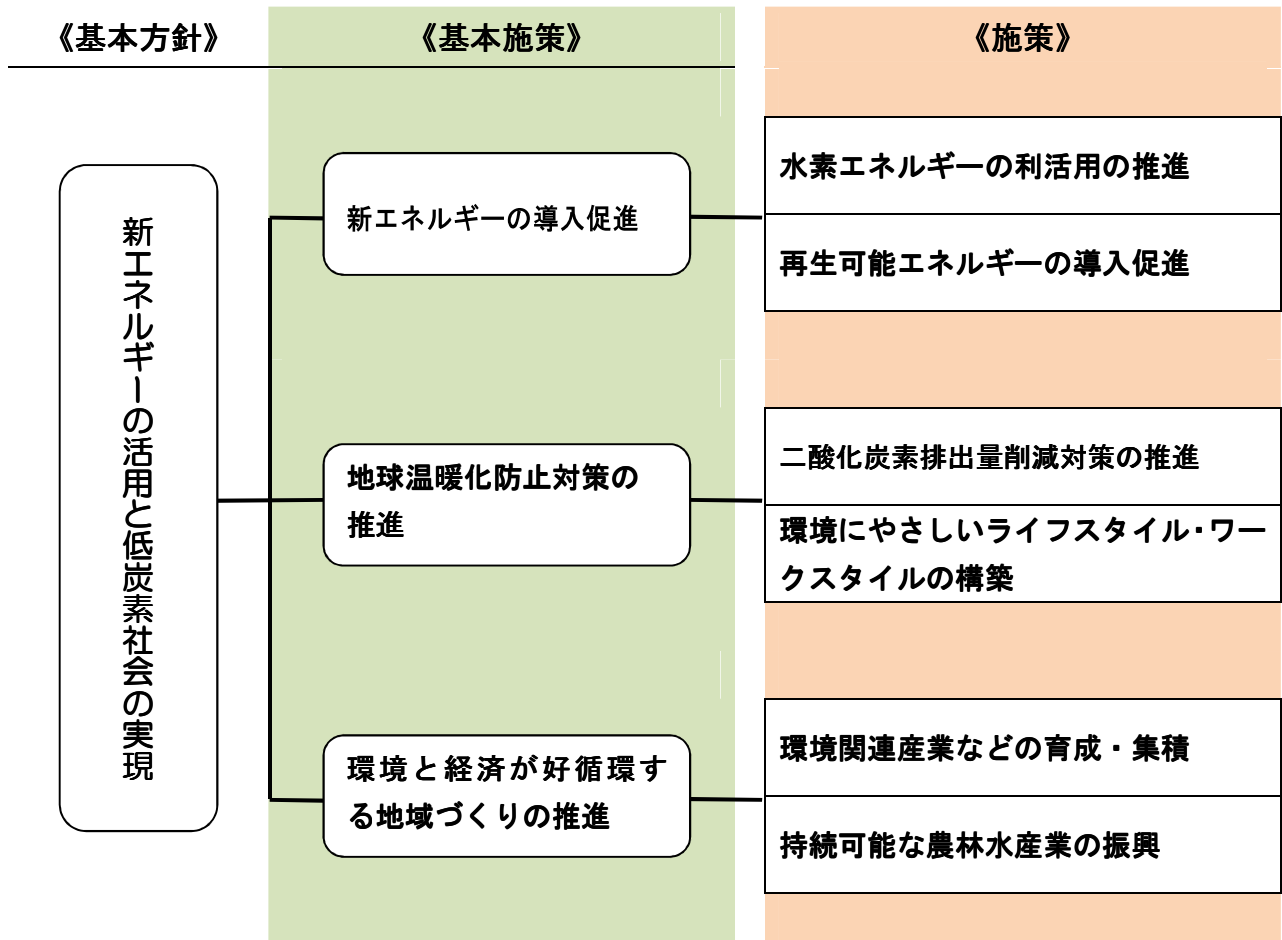 《基本方針》
《基本施策》
《施策》
新エネルギーの活用と低炭素社会の実現
新エネルギーの導入促進
水素エネルギーの利活用の推進
再生可能エネルギーの導入促進
地球温暖化防止対策の
推進
二酸化炭素排出量削減対策の推進
環境にやさしいライフスタイル・ワー
クスタイルの構築
環境と経済が好循環す
る地域づくりの推進
環境関連産業などの育成・集積
持続可能な農林水産業の振興